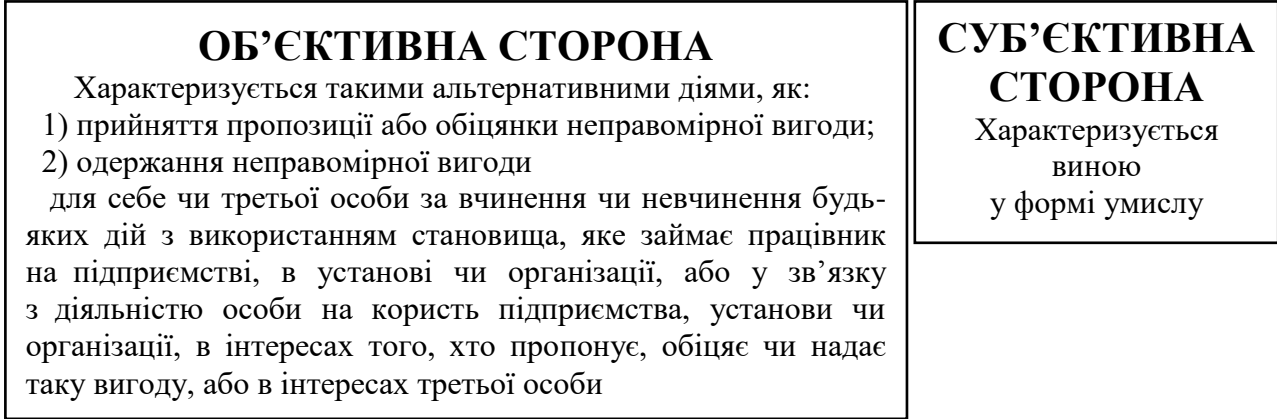 ОБ’ЄКТИВНА СТОРОНА
Характеризується такими альтернативними діями, як:
1) прийняття пропозиції або обіцянки неправомірної вигоди;
2) одержання неправомірної вигоди
для себе чи третьої особи за вчинення чи невчинення будь-
яких дій з використанням становища, яке займає працівник
на підприємстві, в установі чи організації, або у зв’язку
з діяльністю особи на користь підприємства, установи чи
організації, в інтересах того, хто пропонує, обіцяє чи надає
таку вигоду, або в інтересах третьої особи
СУБ’ЄКТИВНА
СТОРОНА
Характеризується
виною
у формі умислу